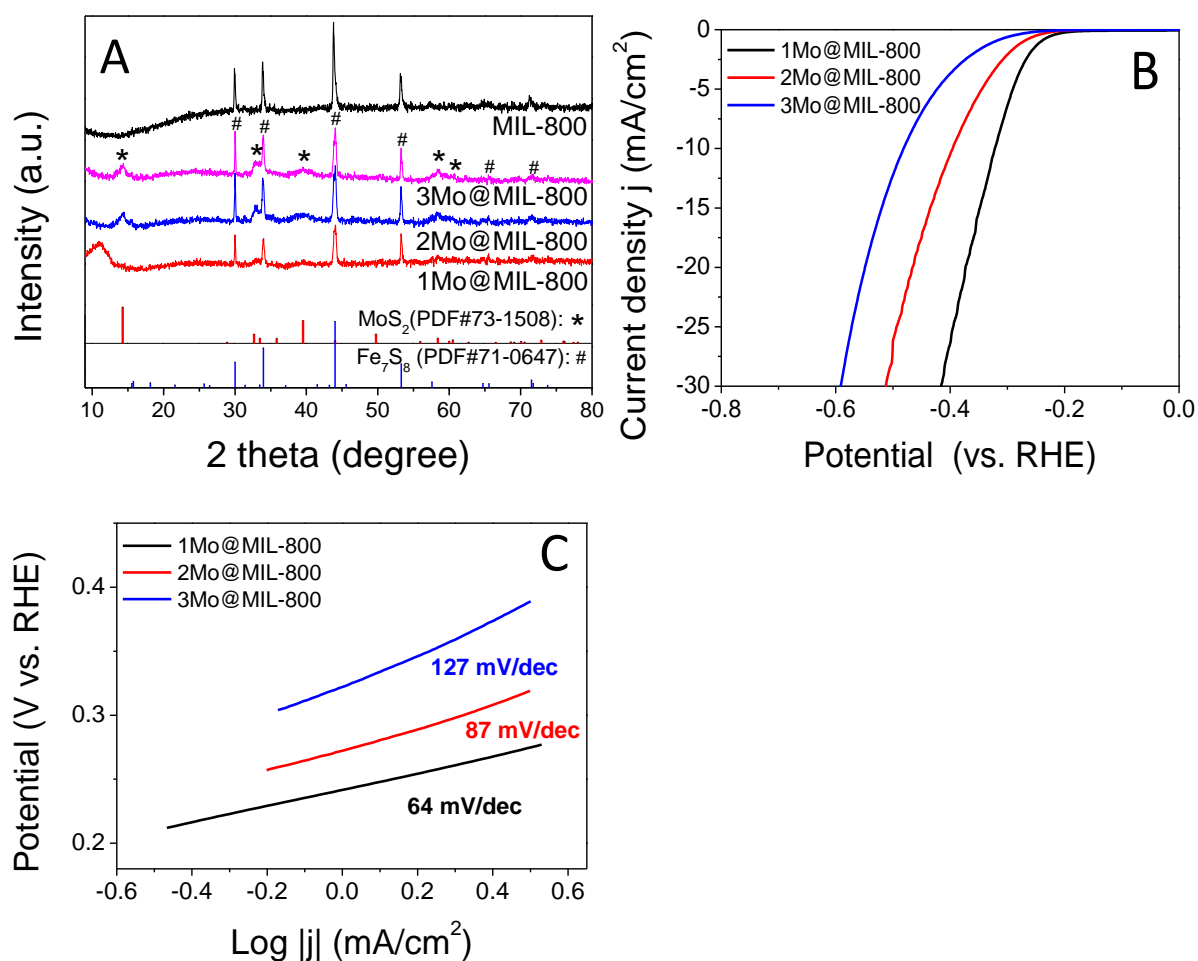 A
Intensity (a.u.)
MIL-800
# # # #
* * * * * # #
3Mo@MIL-800
2Mo@MIL-800
1Mo@MIL-800
MoS2(PDF#73-1508): *
Fe7S8 (PDF#71-0647): #
10 20 30 40 50 60 70 80
2 theta (degree)
B
1Mo@MIL-800
2Mo@MIL-800
3Mo@MIL-800
Current density j (mA/cm2)
0
-5
-10
-15
-20
-25
-30
-0.8 -0.6 -0.4 -0.2 0.0
Potential (vs. RHE)
C
1Mo@MIL-800
2Mo@MIL-800
3Mo@MIL-800
Potential (V vs. RHE)
0.4
0.3
0.2
127 mV/dec
87 mV/dec
64 mV/dec
-0.6 -0.4 -0.2 0.0 0.2 0.4 0.6
Log |j| (mA/cm2)